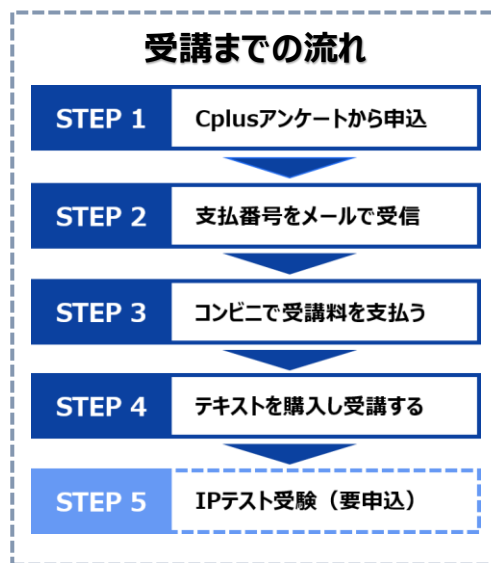 受講までの流れ
STEP 1 Cplusアンケートから申込
STEP 2 支払番号をメールで受信
STEP 3 コンビニで受講料を支払う
STEP 4 テキストを購入し受講する
STEP 5 IPテスト受験（要申込）